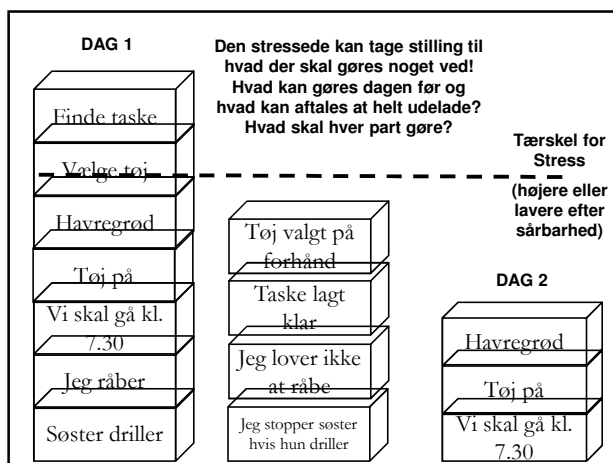 DAG 1
Finde taske
Vælge tøj
Havregrød
Tøj på
Vi skal gå kl.
7.30
Jeg råber
Søster driller
Den stressede kan tage stilling til
hvad der skal gøres noget ved!
Hvad kan gøres dagen før og
hvad kan aftales at helt udelade?
Hvad skal hver part gøre?
Tøj valgt på
forhånd
Taske lagt
klar
Jeg lover ikke
at råbe
Jeg stopper søster
hvis hun driller
Tærskel for
Stress
(højere eller
lavere efter
sårbarhed)
DAG 2
Havregrød
Tøj på
Vi skal gå kl.
7.30